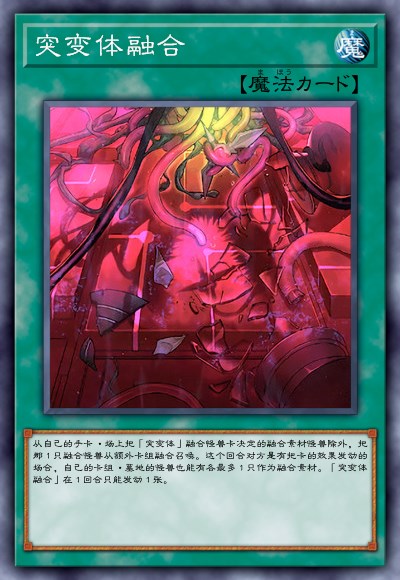 突变体融合
魔
【魔法カード】
ま ほう
从自己的手卡·场上把「突变体」融合怪兽卡决定的融合素材怪兽除外，把
那1只融合怪兽从额外卡组融合召唤。这个回合对方是有把卡的效果发动的
场合，自己的卡组·墓地的怪兽也能有各最多1只作为融合素材。「突变体
融合」在1回合只能发动1张。